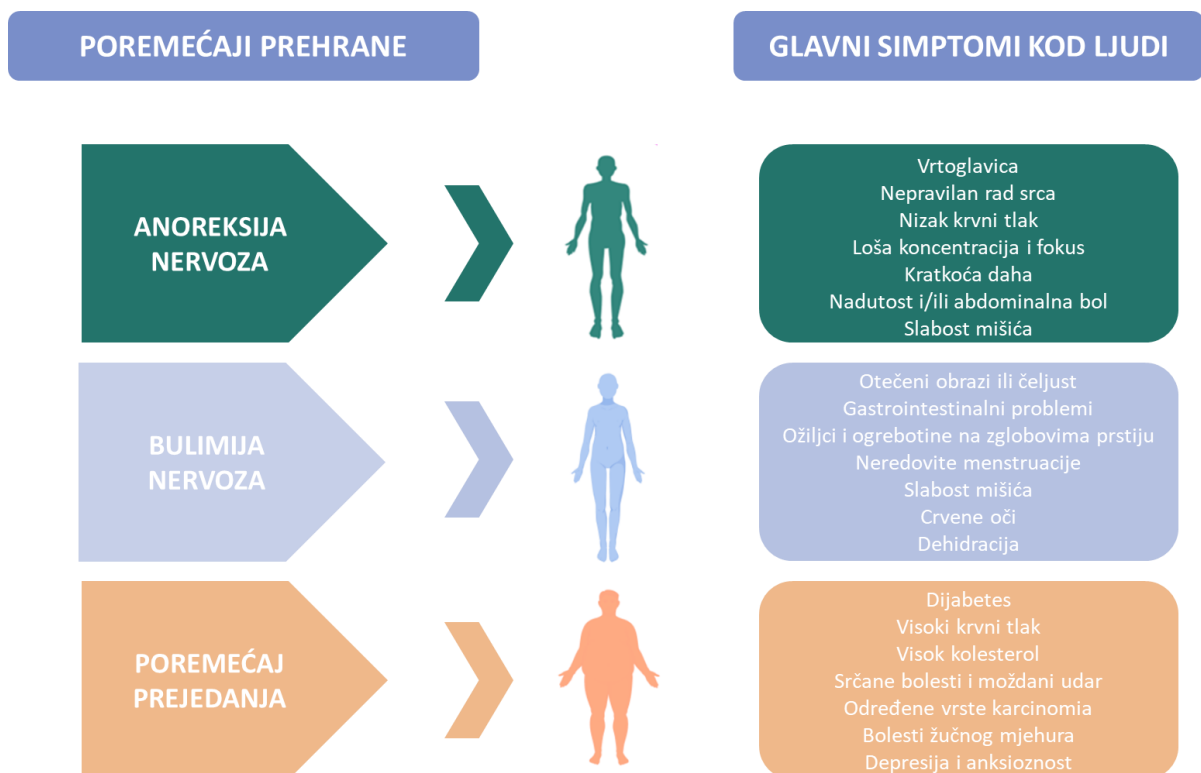 POREMEĆAJI PREHRANE
GLAVNI SIMPTOMI KOD LJUDI
ANOREKSIJA
NERVOZA
Vrtoglavica
Nepravilan rad srca
Nizak krvni tlak
Loša koncentracija i fokus
Kratkoća daha
Nadutost i/ili abdominalna bol
Slabost mišića
BULIMIJA
NERVOZA
Otečeni obrazi ili čeljust
Gastrointestinalni problemi
Ožiljci i ogrebotine na zglobovima prstiju
Neredovite menstruacije
Slabost mišića
Crvene oči
Dehidracija
POREMEĆAJ
PREJEDANJA
Dijabetes
Visoki krvni tlak
Visok kolesterol
Srčane bolesti i moždani udar
Određene vrste karcinomia
Bolesti žučnog mjehura
Depresija i anksioznost